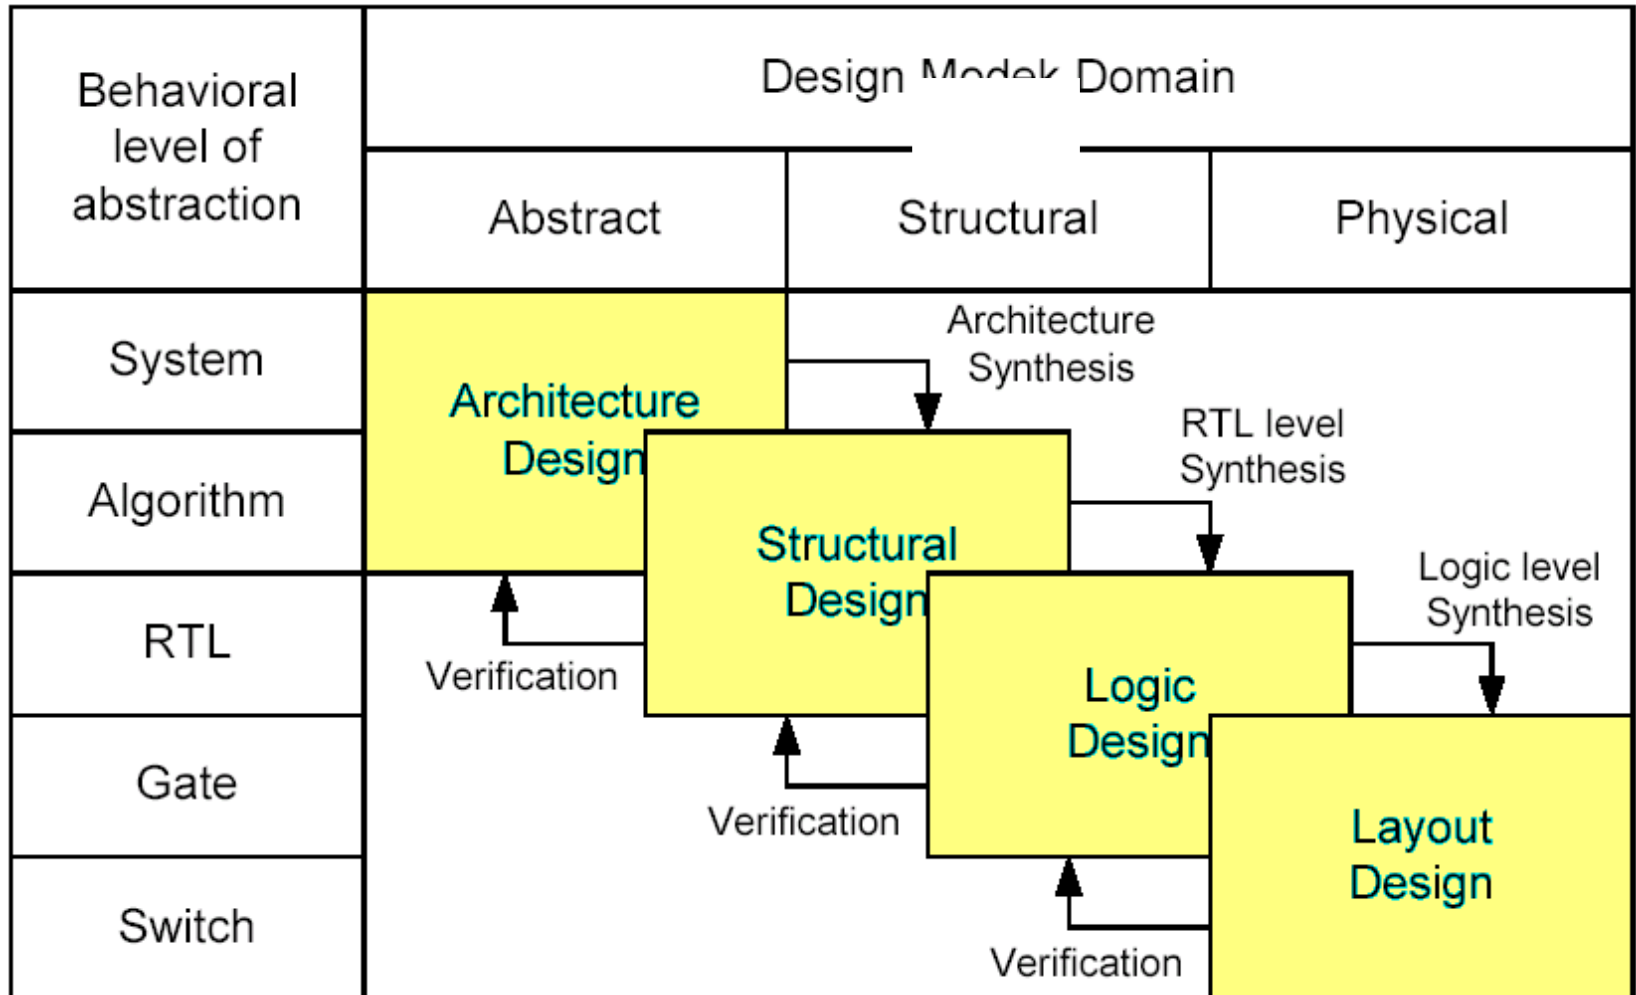 Behavioral
level of
abstraction
Design Modek Domain
Abstract
Structural
Physical
System
Algorithm
RTL
Gate
Switch
Architecture
Design
Architecture
Synthesis
Structural
Design
RTL level
Synthesis
Verification
Logic
Design
Logic level
Synthesis
Verification
Layout
Design
Verification